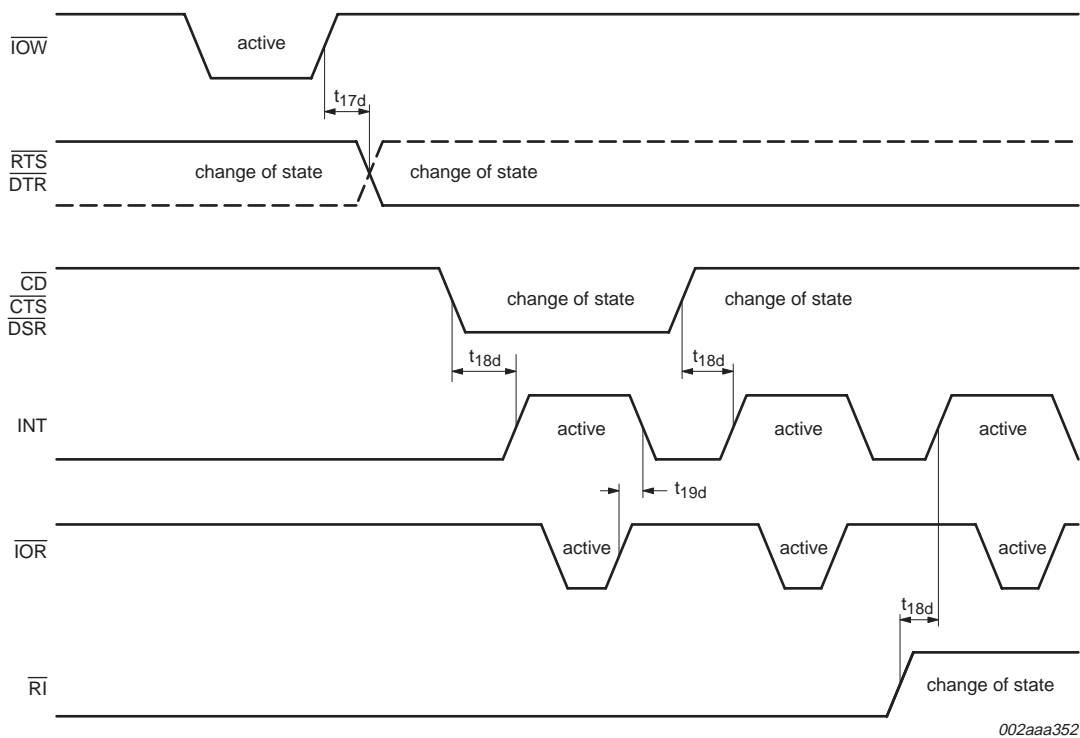 IOW
active
t17d
RTS
DTR
change of state
change of state
CD
CTS
DSR
change of state
change of state
t18d
t18d
INT
active
active
active
t19d
IOR
active
active
active
t18d
RI
change of state
002aaa352